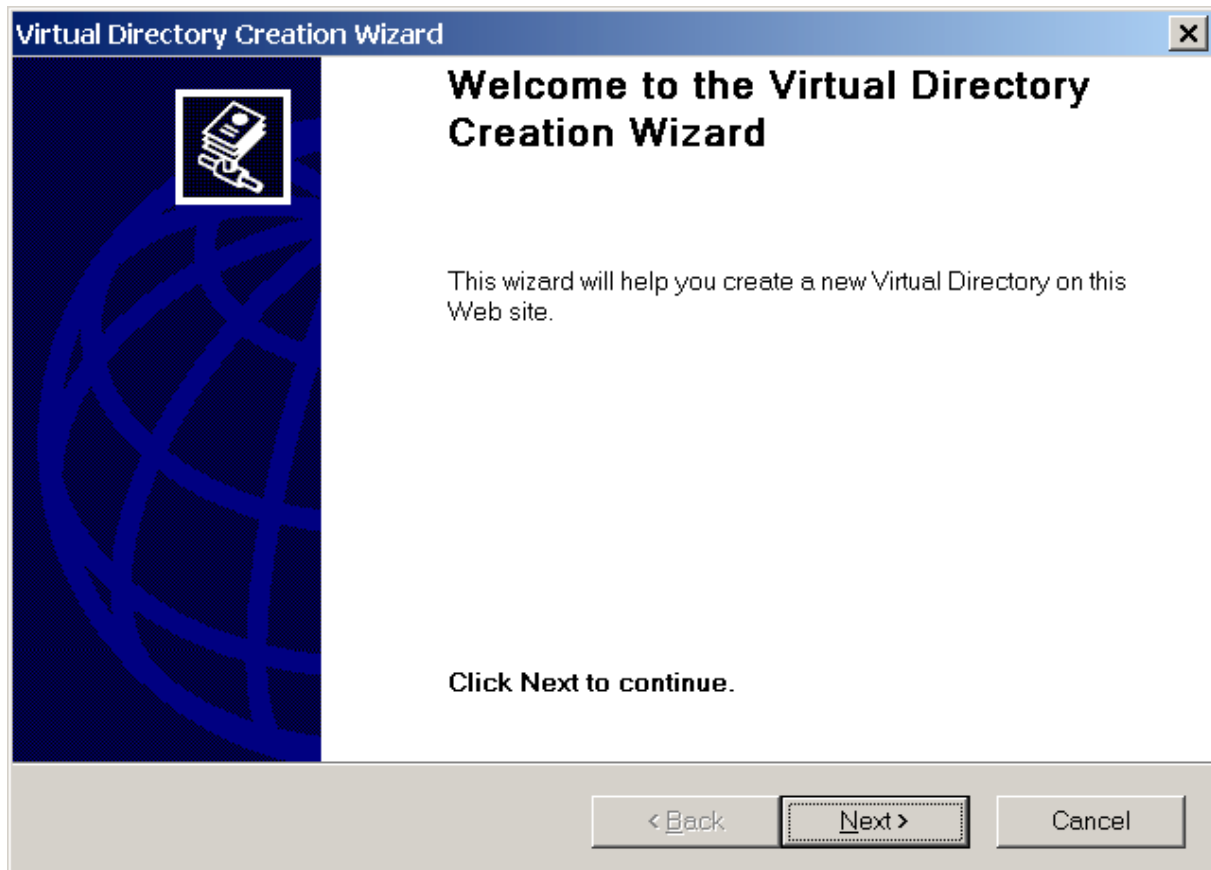 Virtual Directory Creation Wizard
Welcome to the Virtual Directory
Creation Wizard
This wizard will help you create a new Virtual Directory on this
Web site.
Click Next to continue.
< Back
Next >
Cancel